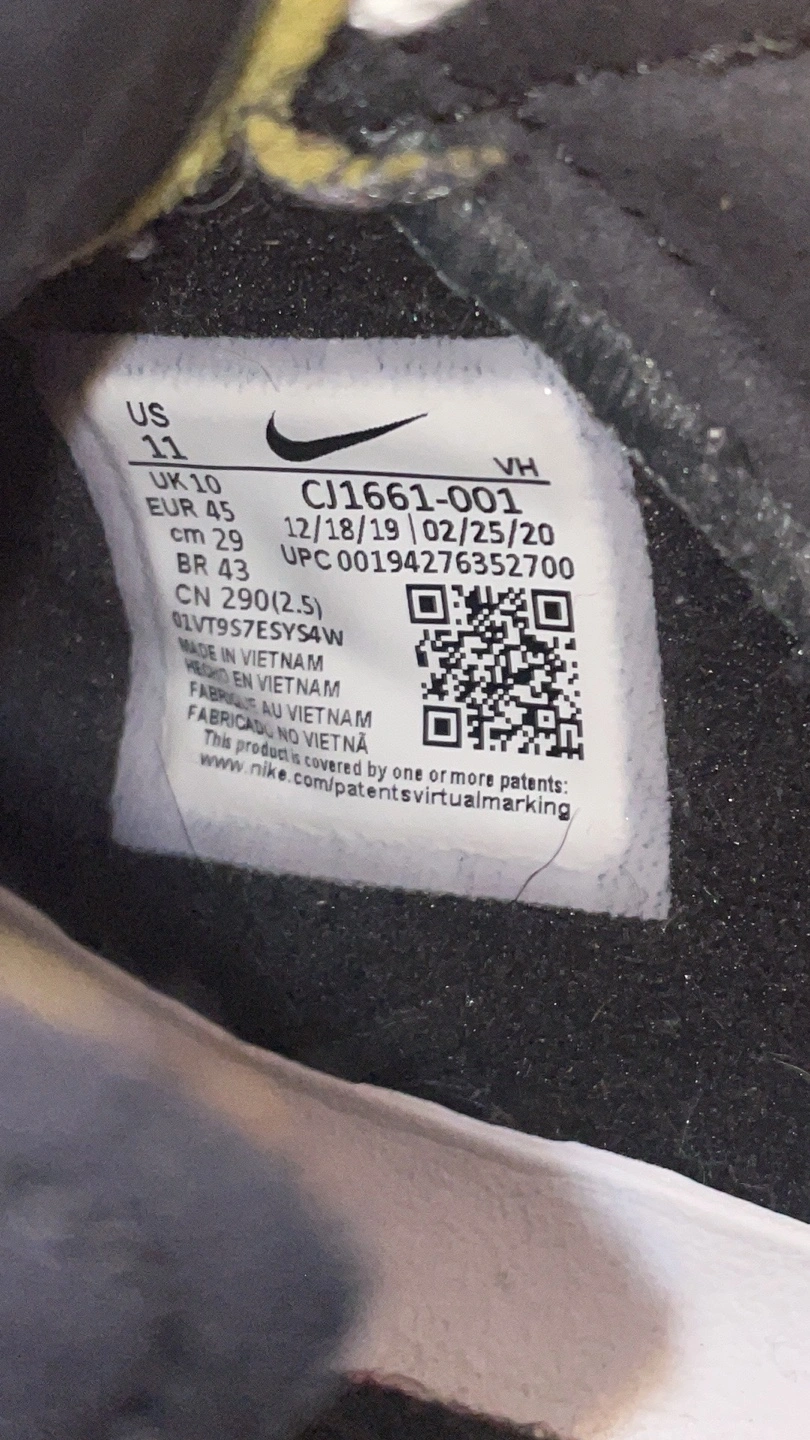 US
11
VH
UK 10
EUR 45
cm 29
BR 43
CN 290(2.5)
CJ1661-001
12/18/19 | 02/25/20
UPC 00194276352700
01VT9S7ESYS4W
MADE IN VIETNAM
HECHO EN VIETNAM
FABRIQUÉ AU VIETNAM
FABRICADO NO VIETNÃ
This product is covered by one or more patents:
www.nike.com/patentsvirtualmarking